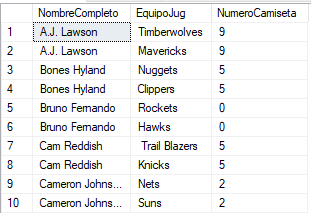 NombreCompleto EquipoJug NumeroCamiseta
1 A.J. Lawson Timberwolves 9
2 A.J. Lawson Mavericks 9
3 Bones Hyland Nuggets 5
4 Bones Hyland Clippers 5
5 Bruno Fernando Rockets 0
6 Bruno Fernando Hawks 0
7 Cam Reddish Trail Blazers 5
8 Cam Reddish Knicks 5
9 Cameron Johns... Nets 2
10 Cameron Johns... Suns 2